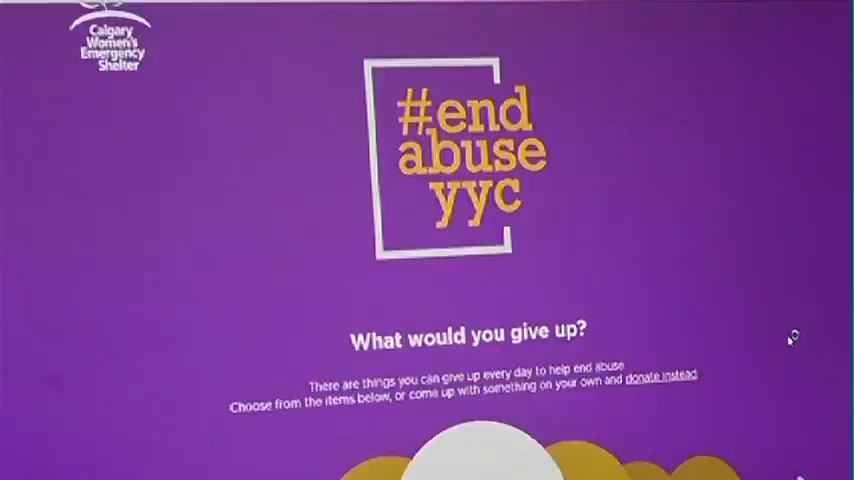 Calgary
Women's
Emergency
Shelter
#end
abuse
yyc
What would you give up?
There are things you can give up every day to help end abuse
Choose from the items below, or come up with something on your own and donate instead